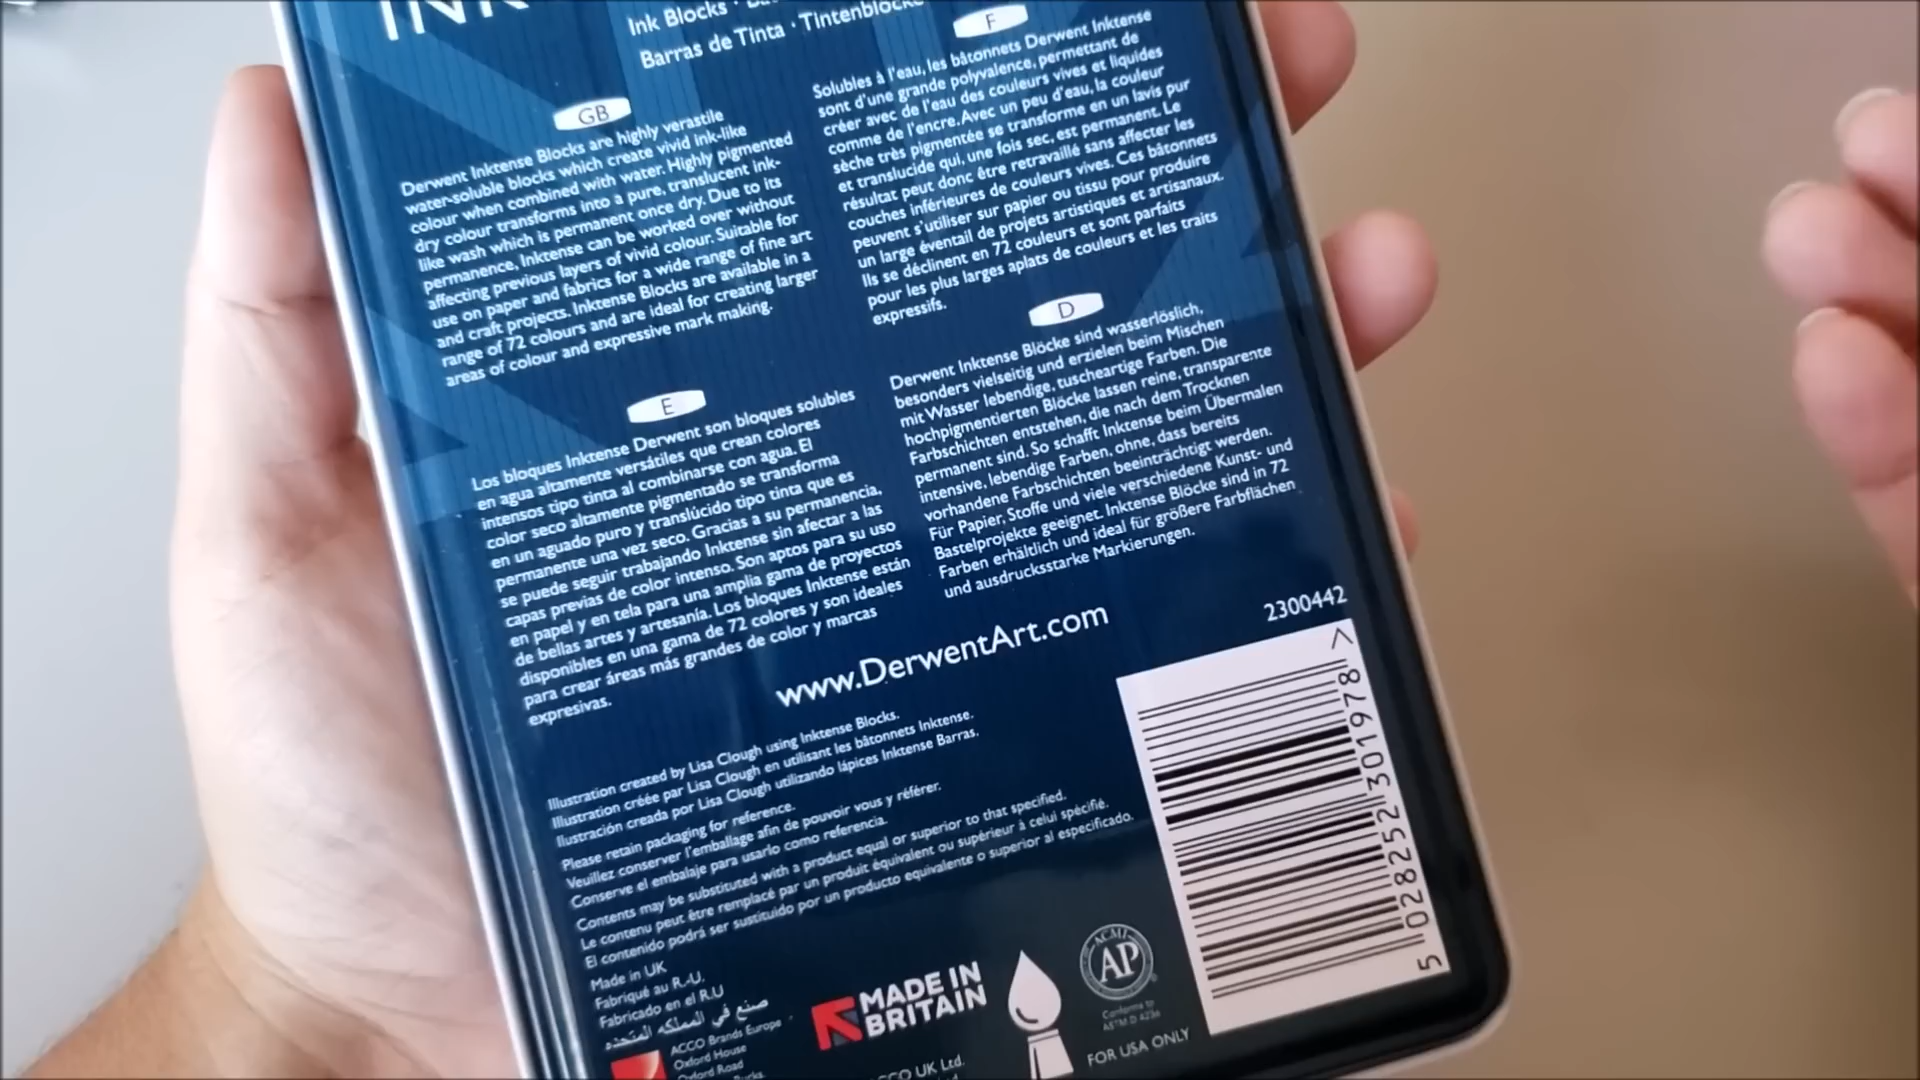 Ink Blocks ·
Barras de Tinta · Tintenblöcke
GB
Derwent Inktense Blocks are highly verastile
water-soluble blocks which create vivid ink-like
colour when combined with water. Highly pigmented
dry colour transforms into a pure, translucent ink-
like wash which is permanent once dry. Due to its
permanence, Inktense can be worked over without
affecting previous layers of vivid colour. Suitable for
use on paper and fabrics for a wide range of fine art
and craft projects. Inktense Blocks are available in a
range of 72 colours and are ideal for creating larger
areas of colour and expressive mark making.
F
Solubles à l'eau, les bâtonnets Derwent Inktense
sont d'une grande polyvalence, permettant de
créer avec de l'eau des couleurs vives et liquides
comme de l'encre. Avec un peu d'eau, la couleur
sèche très pigmentée se transforme en un lavis pur
et translucide qui, une fois sec, est permanent. Le
résultat peut donc être retravaillé sans affecter les
couches inférieures de couleurs vives. Ces bâtonnets
peuvent s'utiliser sur papier ou tissu pour produire
un large éventail de projets artistiques et artisanaux.
Ils se déclinent en 72 couleurs et sont parfaits
pour les plus larges aplats de couleurs et les traits
expressifs.
E
Los bloques Inktense Derwent son bloques solubles
en agua altamente versátiles que crean colores
intensos tipo tinta al combinarse con agua. El
color seco altamente pigmentado se transforma
en un aguado puro y translúcido tipo tinta que es
permanente una vez seco. Gracias a su permanencia,
se puede seguir trabajando Inktense sin afectar a las
capas previas de color intenso. Son aptos para su uso
en papel y en tela para una amplia gama de proyectos
de bellas artes y artesanía. Los bloques Inktense están
disponibles en una gama de 72 colores y son ideales
para crear áreas más grandes de color y marcas
expresivas.
D
Derwent Inktense Blöcke sind wasserlöslich,
besonders vielseitig und erzielen beim Mischen
mit Wasser lebendige, tuscheartige Farben. Die
hochpigmentierten Blöcke lassen reine, transparente
Farbschichten entstehen, die nach dem Trocknen
permanent sind. So schafft Inktense beim Übermalen
intensive, lebendige Farben, ohne, dass bereits
vorhandene Farbschichten beeinträchtigt werden.
Für Papier, Stoffe und viele verschiedene Kunst- und
Bastelprojekte geeignet. Inktense Blöcke sind in 72
Farben erhältlich und ideal für größere Farbflächen
und ausdrucksstarke Markierungen.
www.DerwentArt.com
2300442
5 028252 301978 >
Illustration created by Lisa Clough using Inktense Blocks.
Illustration créée par Lisa Clough en utilisant les bâtonnets Inktense.
Ilustración creada por Lisa Clough utilizando lápices Inktense Barras.
Please retain packaging for reference.
Veuillez conserver l'emballage afin de pouvoir vous y référer.
Conserve el embalaje para usarlo como referencia.
Contents may be substituted with a product equal or superior to that specified.
Le contenu peut être remplacé par un produit équivalent ou supérieur à celui spécifié.
El contenido podrá ser sustituido por un producto equivalente o superior al especificado.
Made in UK
Fabriqué au R.-U.
Fabricado en el R.U
صنع في المملكه المتحده
ACCO Brands Europe
Oxford House
Oxford Road
MADE IN
BRITAIN
ACMI
AP
Conforms to
ASTM D 4236
FOR USA ONLY
UK Ltd.